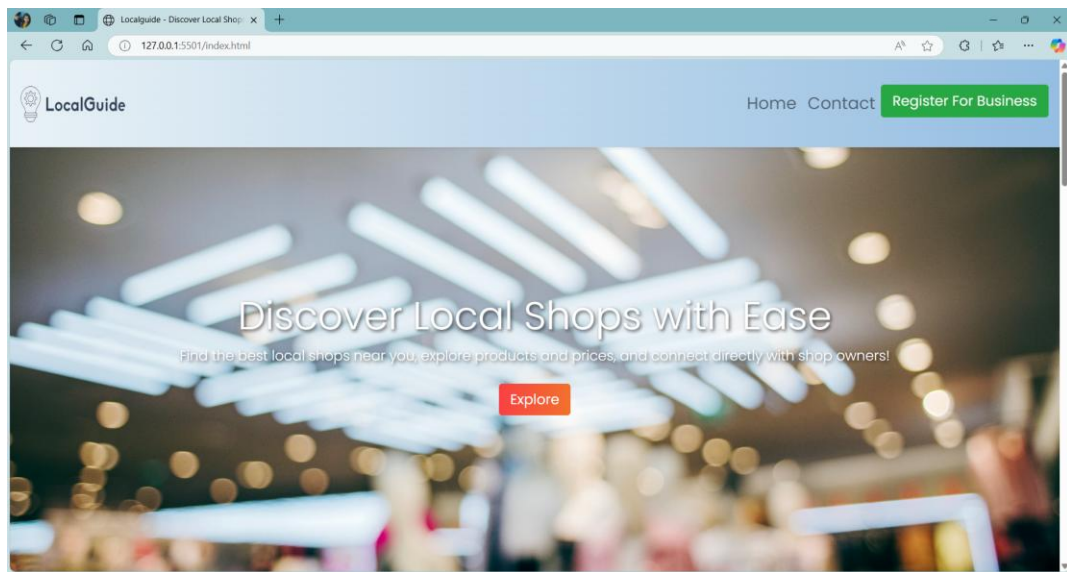 Localguide - Discover Local Shop
127.0.0.1:5501/index.html
LocalGuide
Home Contact Register For Business
Discover Local Shops with Ease
Find the best local shops near you, explore products and prices, and connect directly with shop owners!
Explore